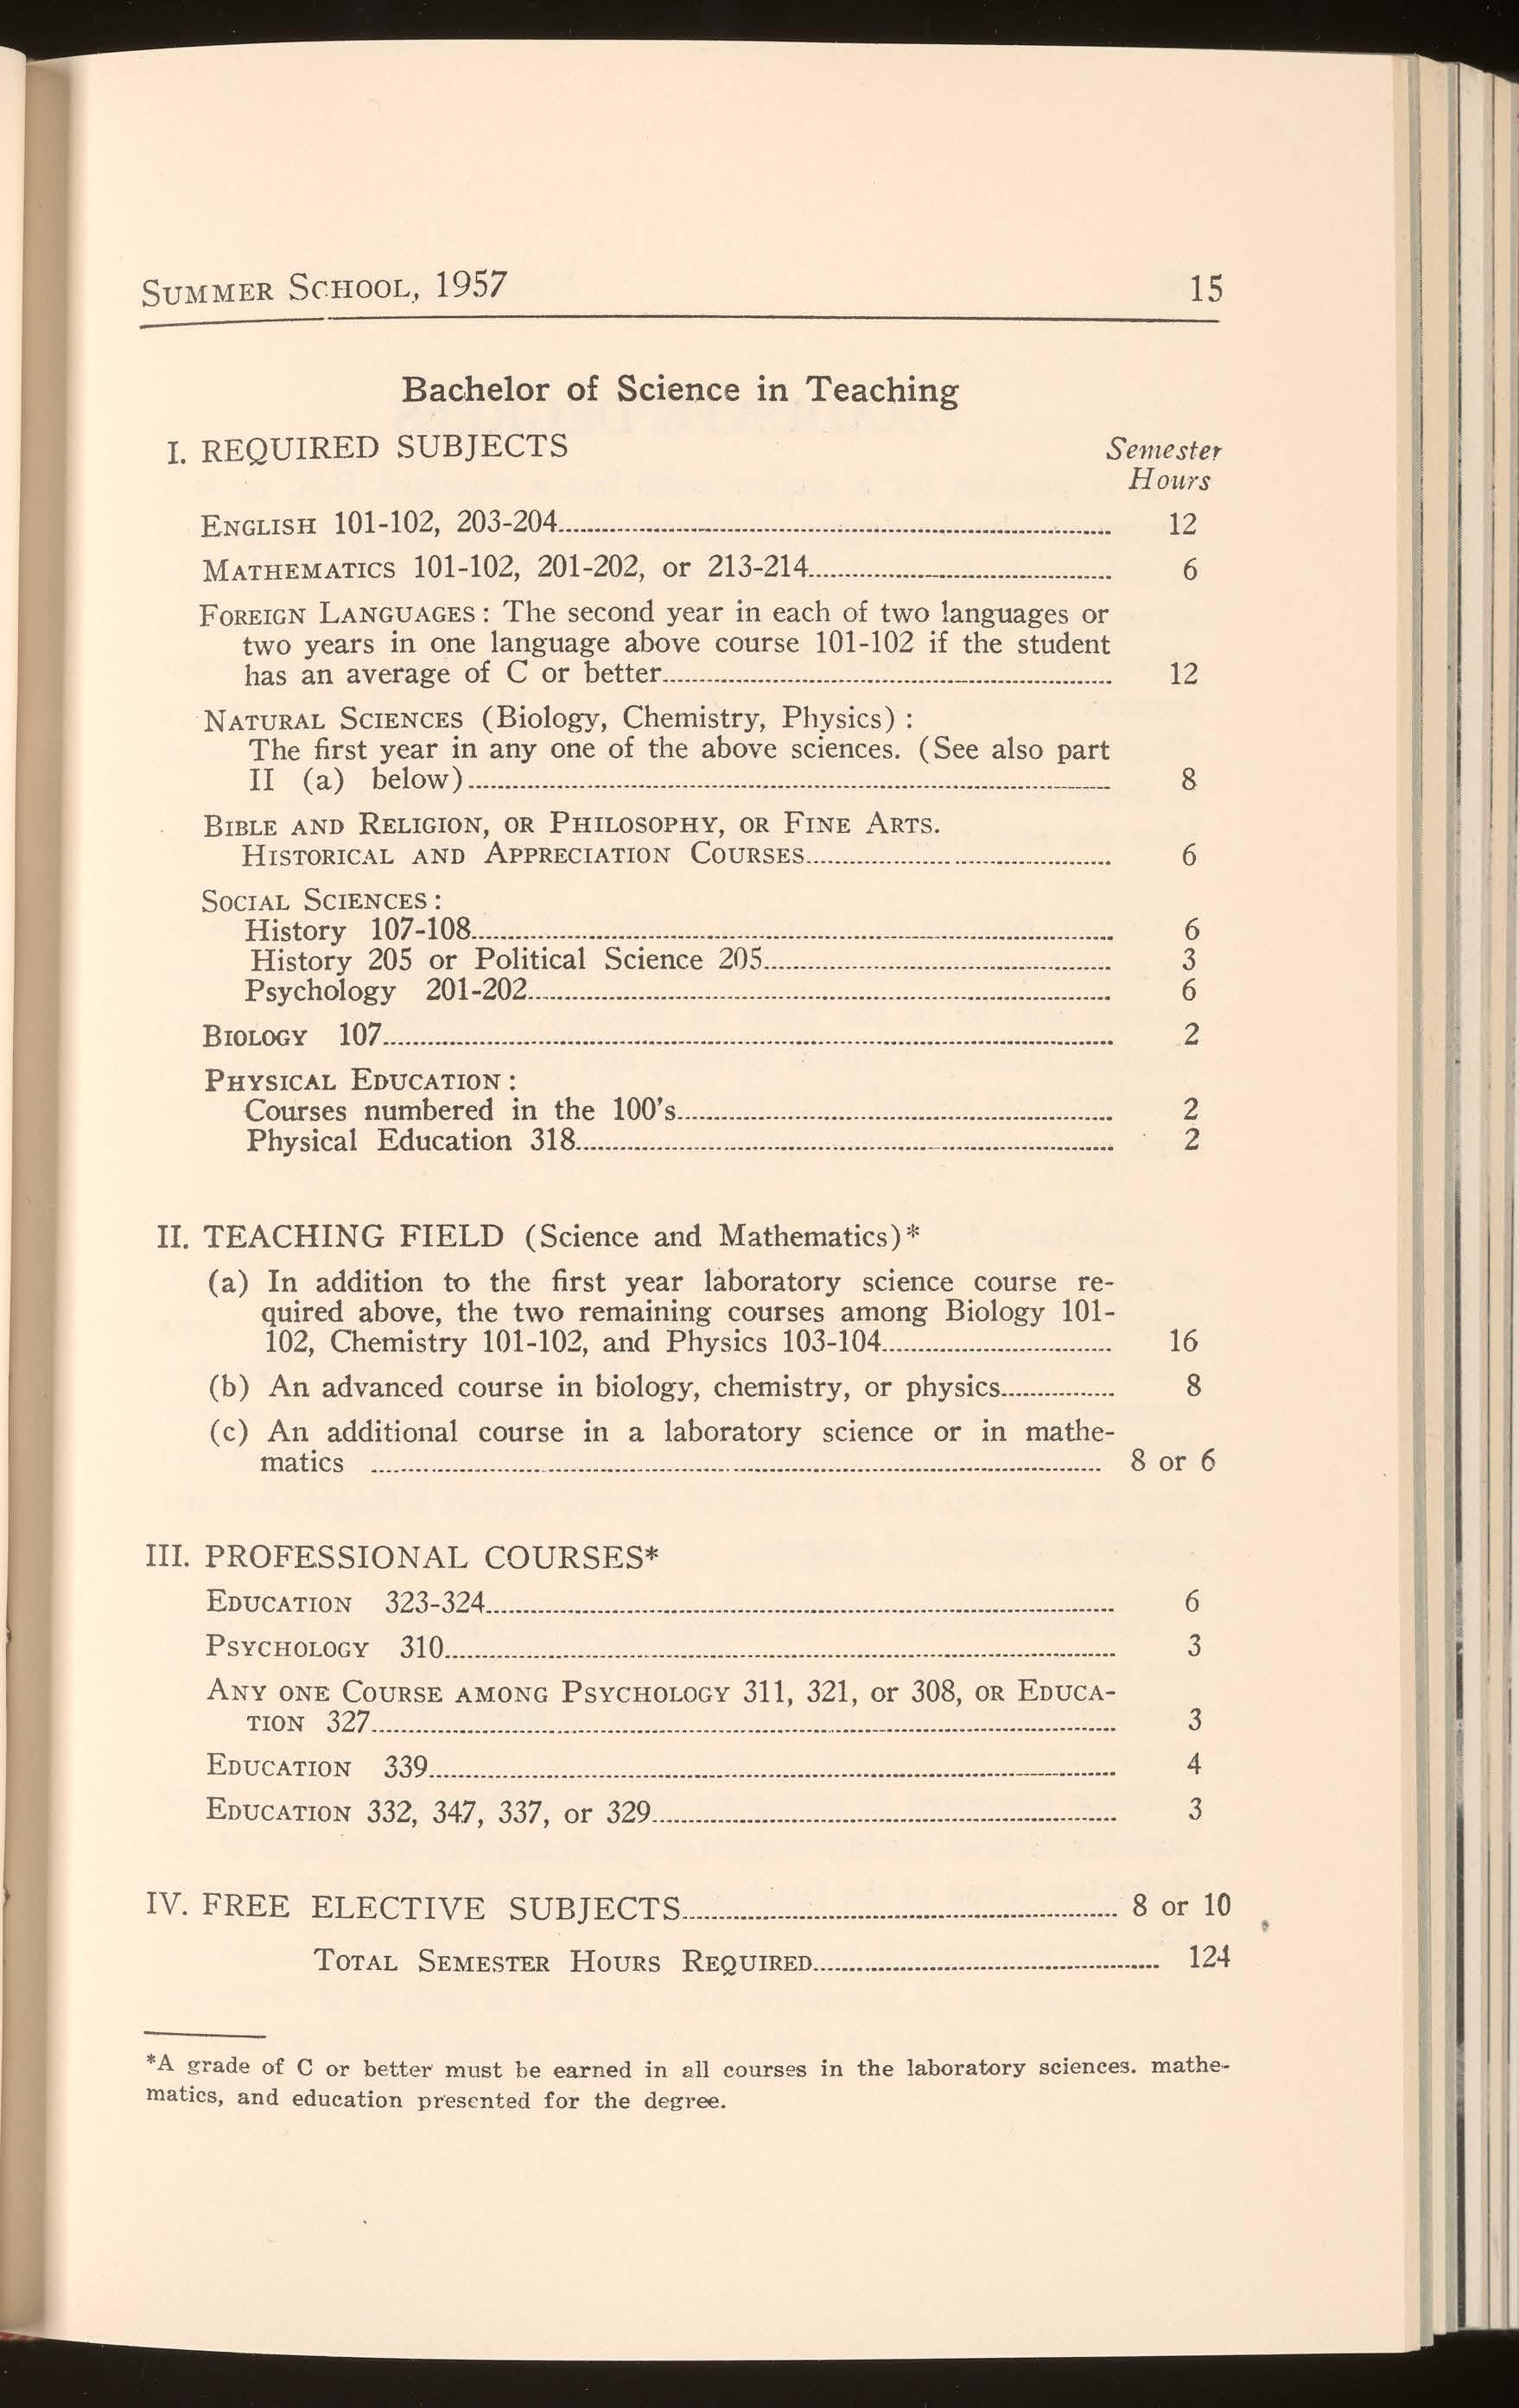 SUMMER SCHOOL, 1957 15
Bachelor of Science in Teaching
I. REQUIRED SUBJECTS Semester
Hours
ENGLISH 101-102, 203-204 12
MATHEMATICS 101-102, 201-202, or 213-214 6
FOREIGN LANGUAGES: The second year in each of two languages or
two years in one language above course 101-102 if the student
has an average of C or better 12
NATURAL SCIENCES (Biology, Chemistry, Physics) :
The first year in any one of the above sciences. (See also part
II (a) below) 8
BIBLE AND RELIGION, OR PHILOSOPHY, OR FINE ARTS.
HISTORICAL AND APPRECIATION COURSES 6
SOCIAL SCIENCES :
History 107-108 6
History 205 or Political Science 205 3
Psychology 201-202 6
BIOLOGY 107 2
PHYSICAL EDUCATION :
Courses numbered in the 100's 2
Physical Education 318 2
II. TEACHING FIELD (Science and Mathematics)*
(a) In addition to the first year laboratory science course re-
quired above, the two remaining courses among Biology 101-
102, Chemistry 101-102, and Physics 103-104 16
(b) An advanced course in biology, chemistry, or physics 8
(c) An additional course in a laboratory science or in mathe-
matics 8 or 6
III. PROFESSIONAL COURSES*
EDUCATION 323-324 6
PSYCHOLOGY 310 3
ANY ONE COURSE AMONG PSYCHOLOGY 311, 321, or 308, OR EDUCA-
TION 327 3
EDUCATION 339 4
EDUCATION 332, 347, 337, or 329 3
IV. FREE ELECTIVE SUBJECTS 8 or 10
TOTAL SEMESTER HOURS REQUIRED 124
*A grade of C or better must be earned in all courses in the laboratory sciences. mathe-
matics, and education presented for the degree.